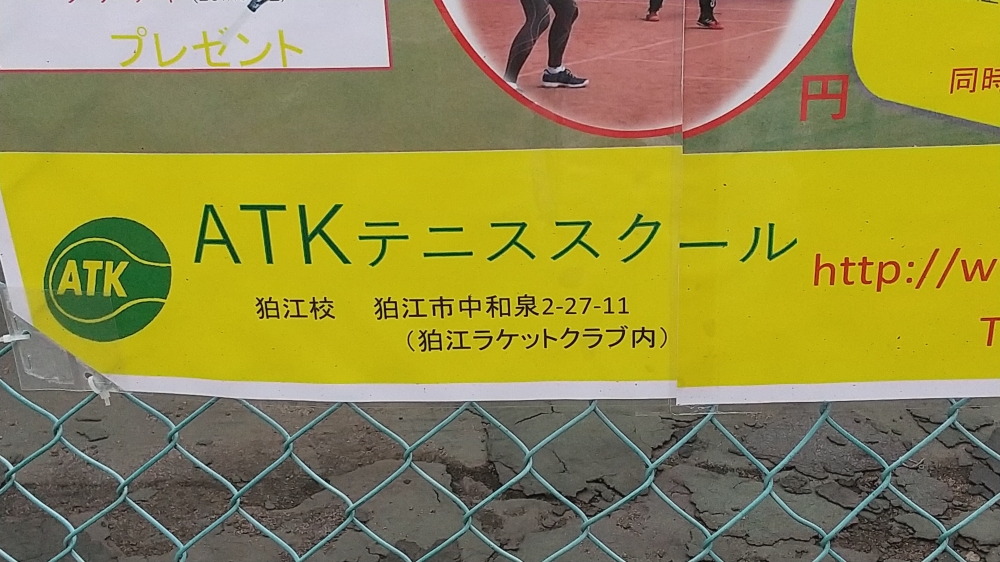 プレゼント
円
同時
ATKテニススクール
ATK
http://w
狛江校 狛江市中和泉2-27-11
T
(狛江ラケットクラブ内)